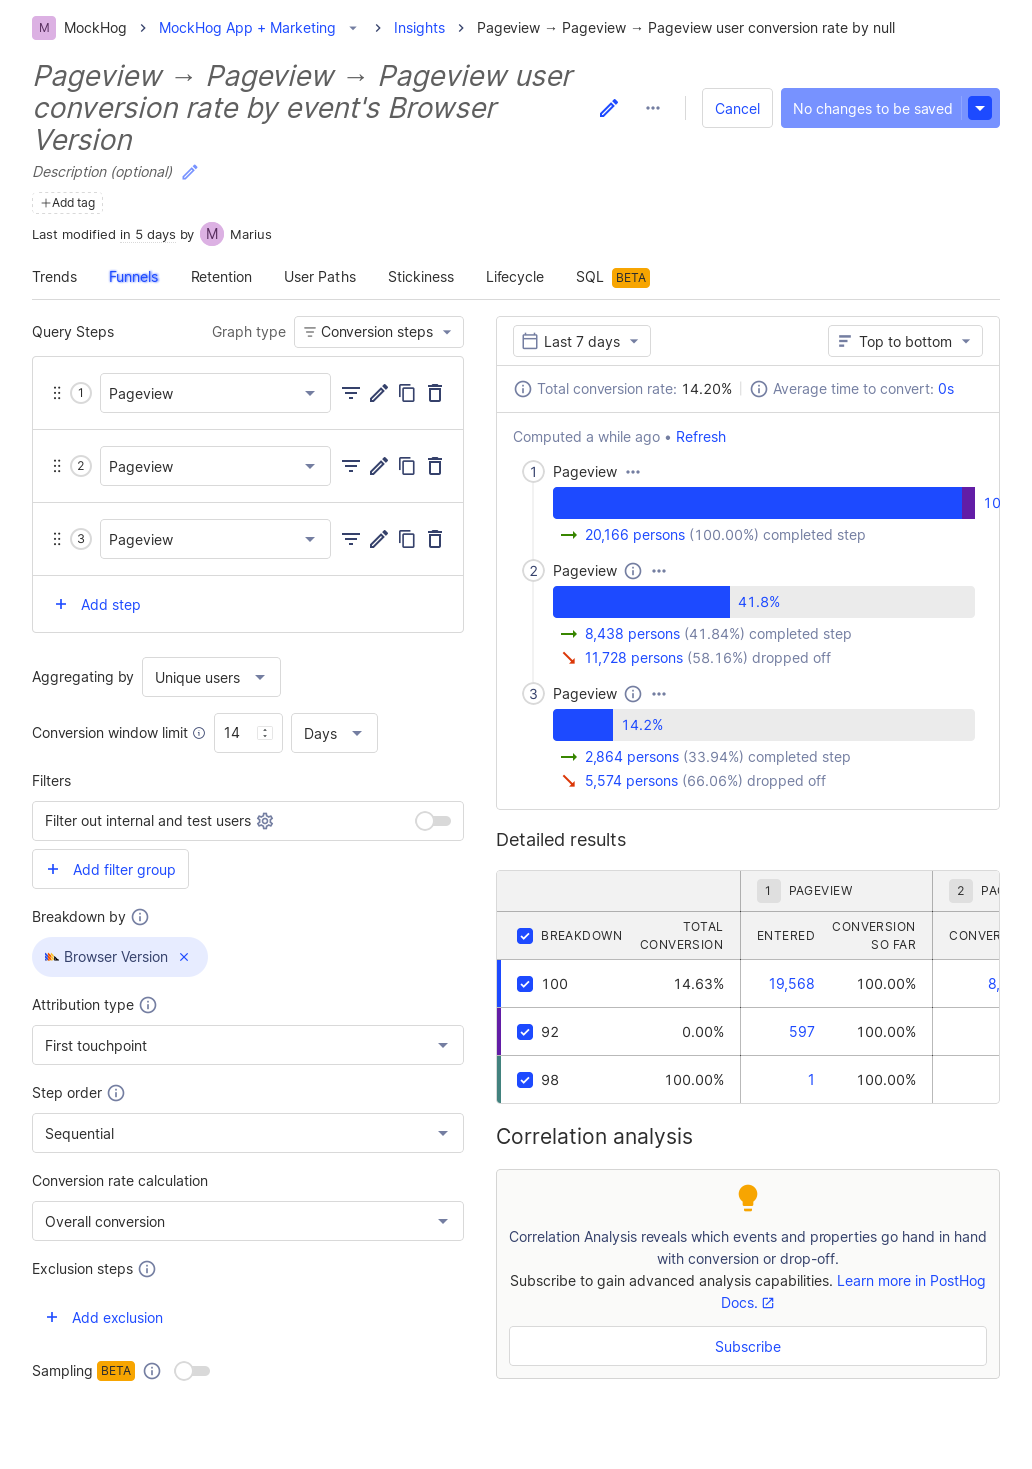 M MockHog MockHog App + Marketing Insights Pageview → Pageview → Pageview user conversion rate by null
Pageview → Pageview → Pageview user
conversion rate by event's Browser
Version
Cancel
No changes to be saved
Description (optional)
Add tag
Last modified in 5 days by M Marius
Trends Funnels Retention User Paths Stickiness Lifecycle SQL BETA
Query Steps
Graph type Conversion steps
1 Pageview
2 Pageview
3 Pageview
Add step
Aggregating by Unique users
Conversion window limit 14 Days
Filters
Filter out internal and test users
Add filter group
Breakdown by
Browser Version
Attribution type
First touchpoint
Step order
Sequential
Conversion rate calculation
Overall conversion
Exclusion steps
Add exclusion
Sampling BETA
Last 7 days
Top to bottom
Total conversion rate: 14.20% Average time to convert: 0s
Computed a while ago • Refresh
1 Pageview
10
20,166 persons (100.00%) completed step
2 Pageview
41.8%
8,438 persons (41.84%) completed step
11,728 persons (58.16%) dropped off
3 Pageview
14.2%
2,864 persons (33.94%) completed step
5,574 persons (66.06%) dropped off
Detailed results
1 PAGEVIEW 2
BREAKDOWN TOTAL CONVERSION ENTERED CONVERSION SO FAR
100 14.63% 19,568 100.00% 8,
92 0.00% 597 100.00%
98 100.00% 1 100.00%
Correlation analysis
Correlation Analysis reveals which events and properties go hand in hand
with conversion or drop-off.
Subscribe to gain advanced analysis capabilities. Learn more in PostHog
Docs.
Subscribe